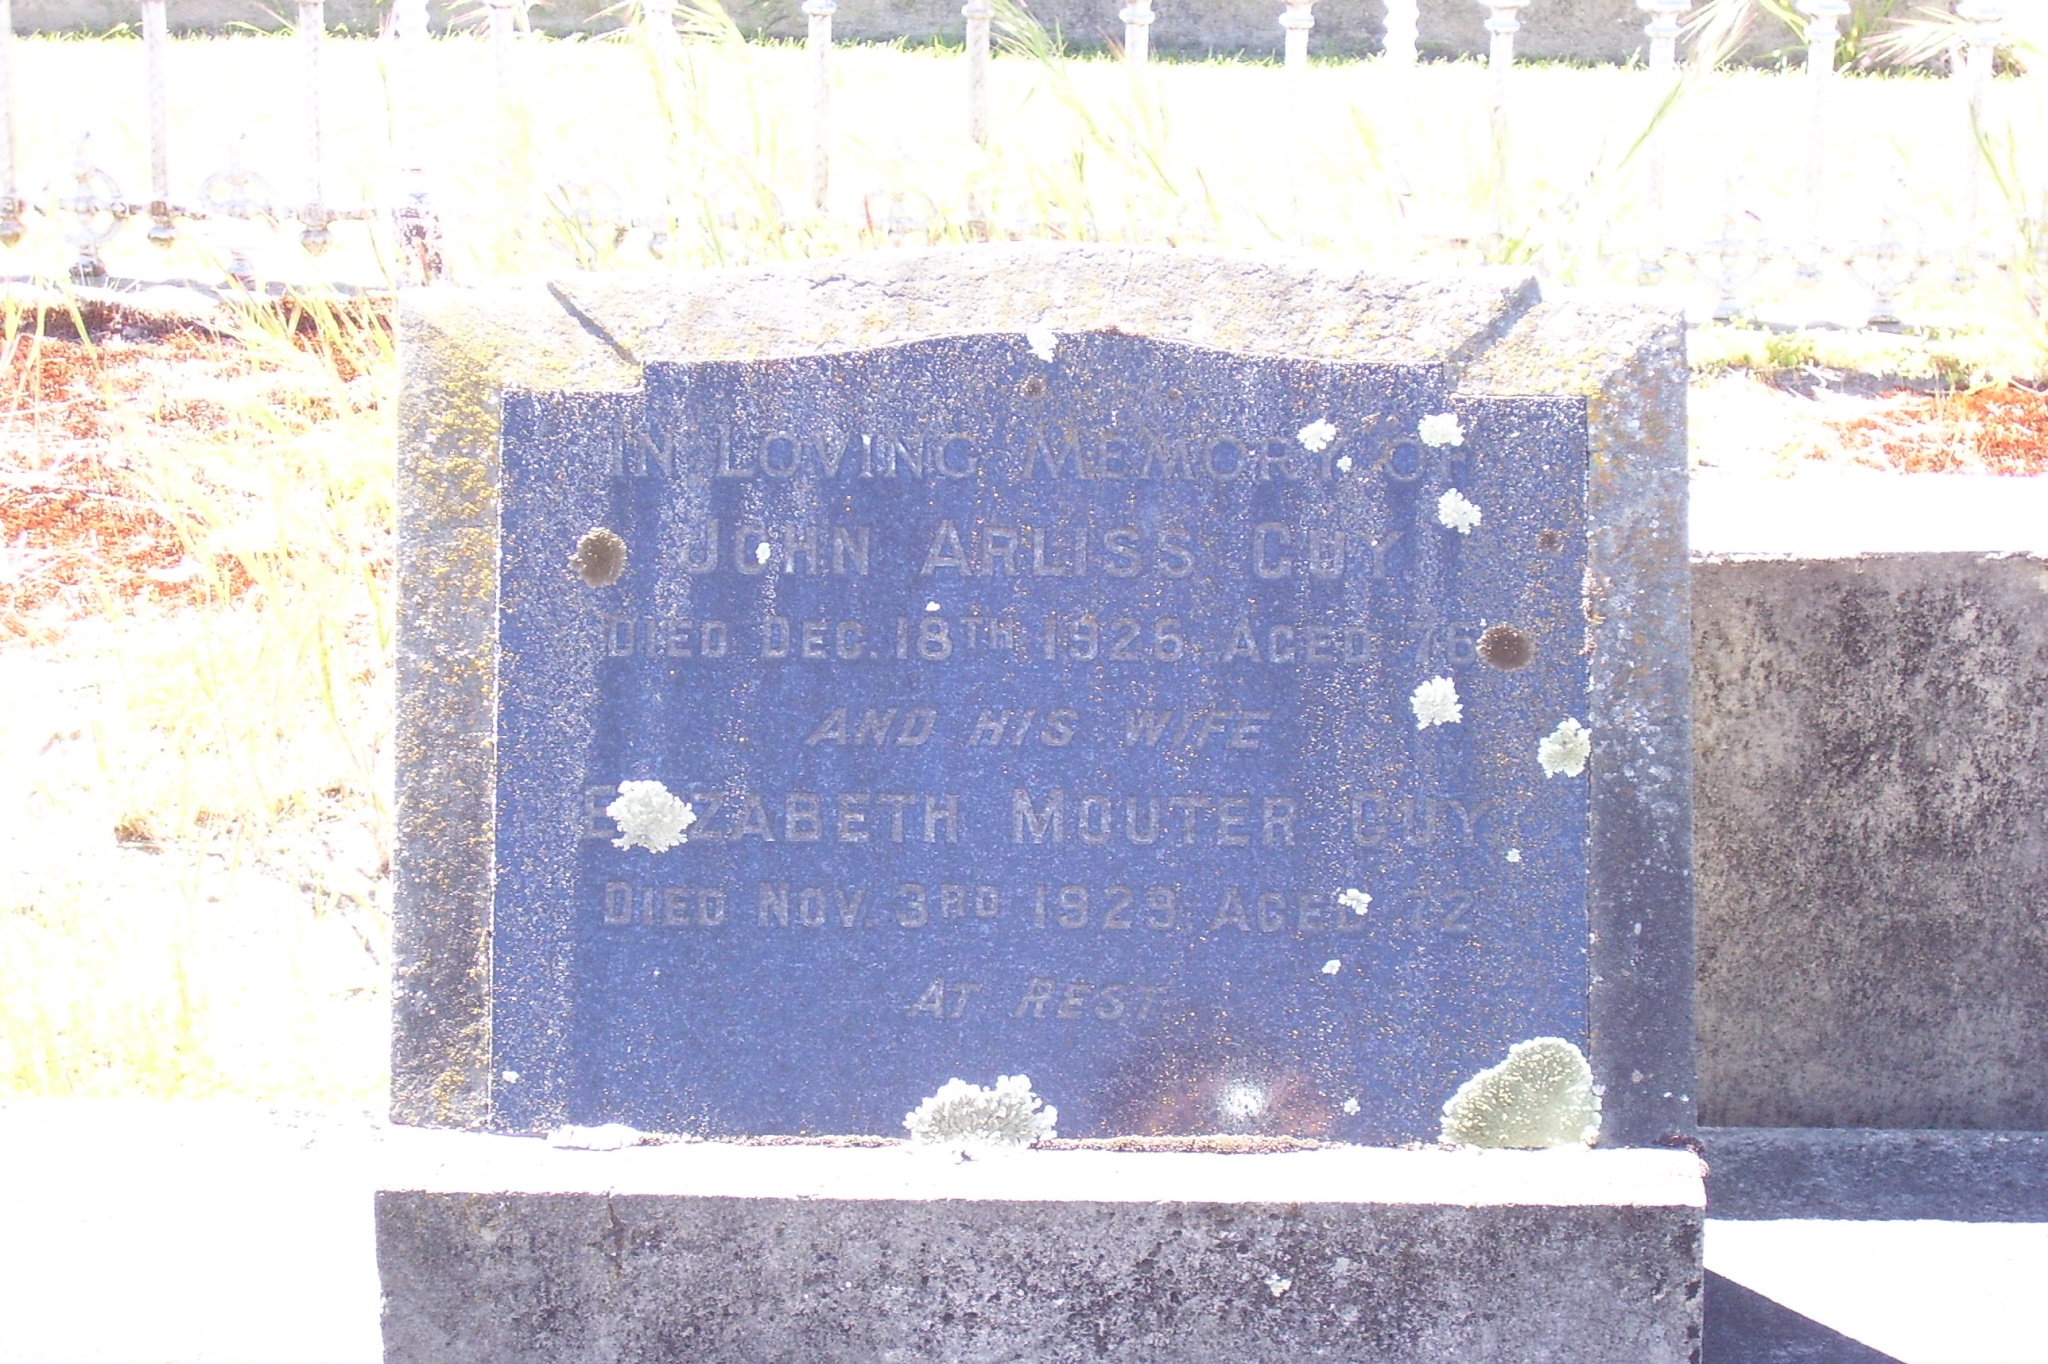 IN LOVING MEMORY OF
JOHN ARLISS GUY.
DIED DEC. 18TH 1926 AGED 76
AND HIS WIFE
ELIZABETH MOUTER GUY.
DIED NOV. 3RD 1929 AGED 72
AT REST.